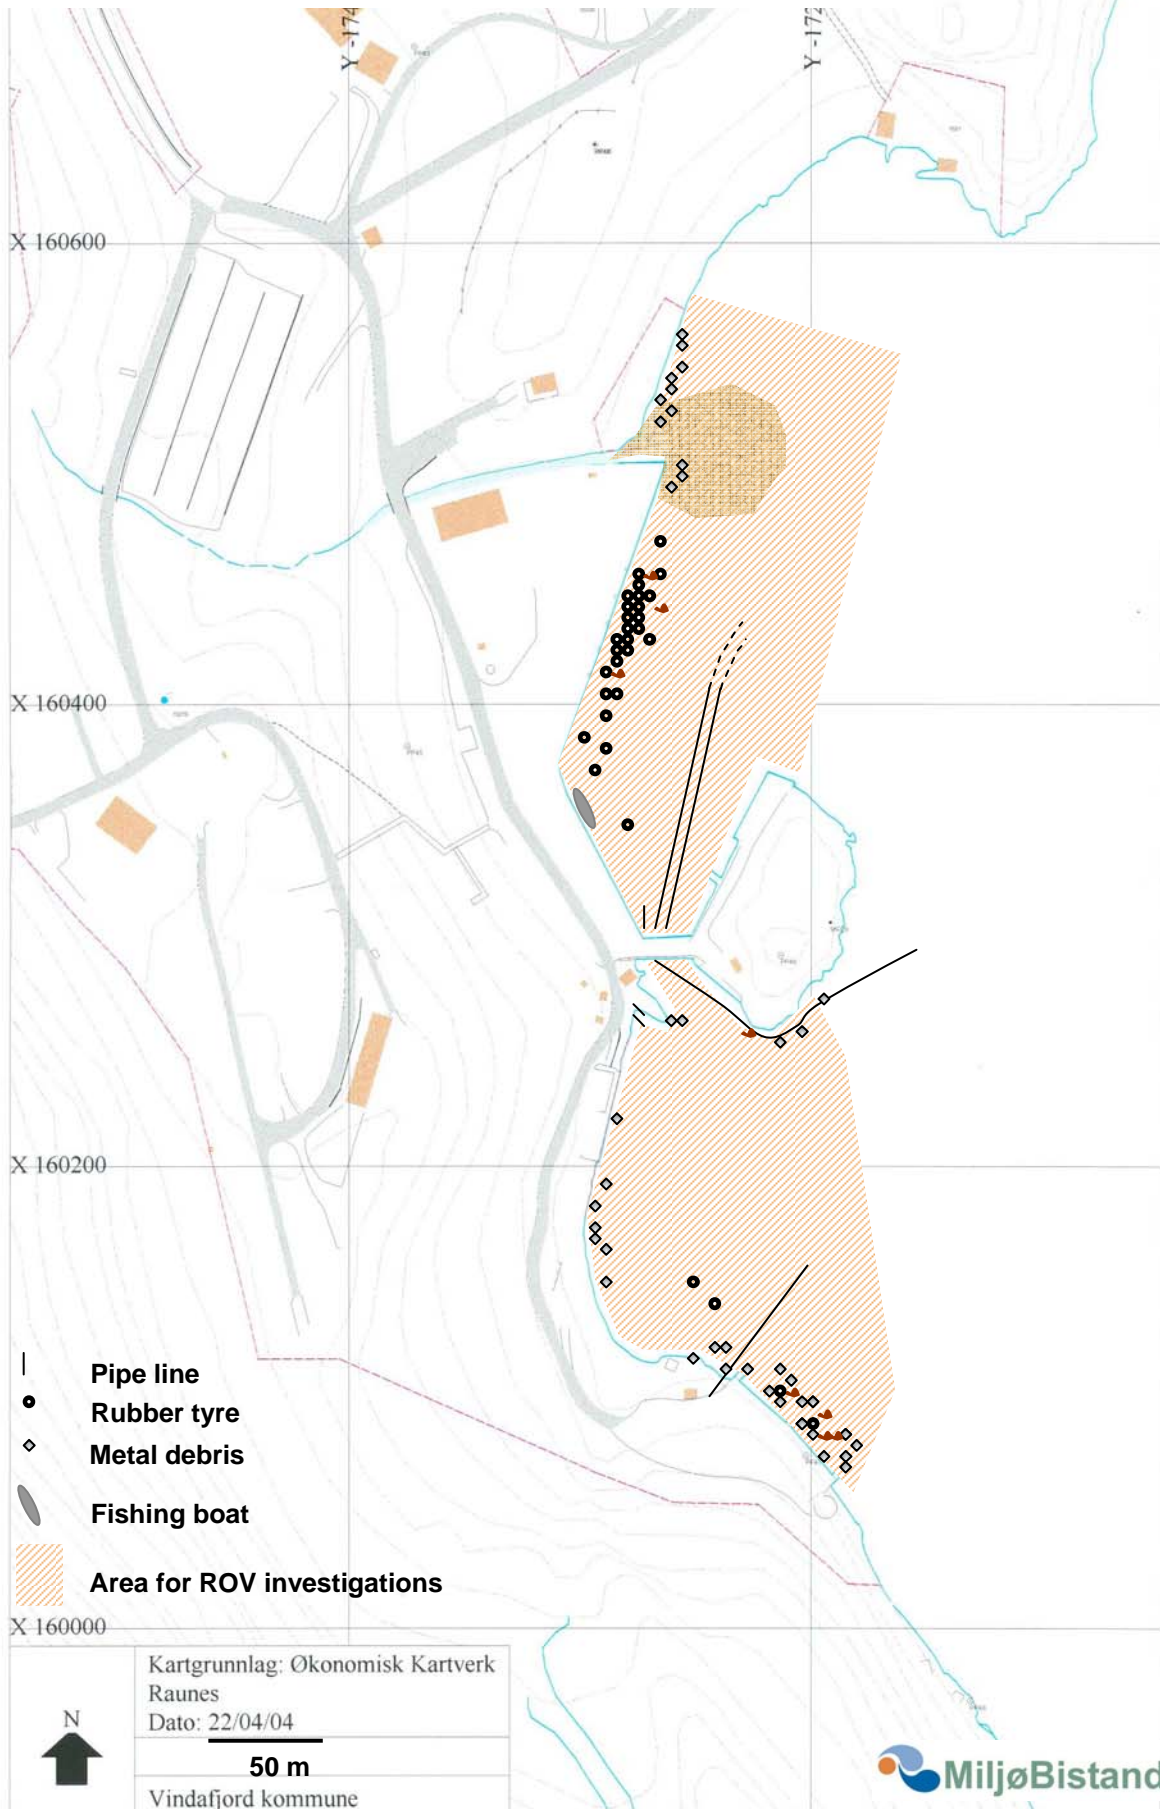 Y -174
Y -172
X 160600
X 160400
X 160200
Pipe line
Rubber tyre
Metal debris
Fishing boat
Area for ROV investigations
X 160000
Kartgrunnlag: Økonomisk Kartverk
Raunes
Dato: 22/04/04
N
50 m
Vindafjord kommune
MiljøBistand